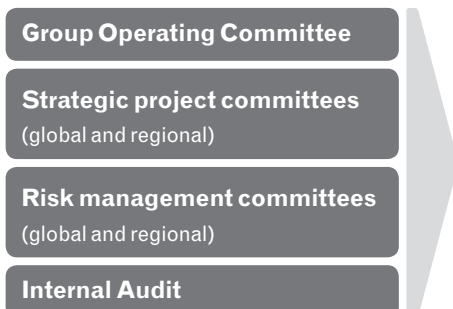 Group Operating Committee
Strategic project committees
(global and regional)
Risk management committees
(global and regional)
Internal Audit